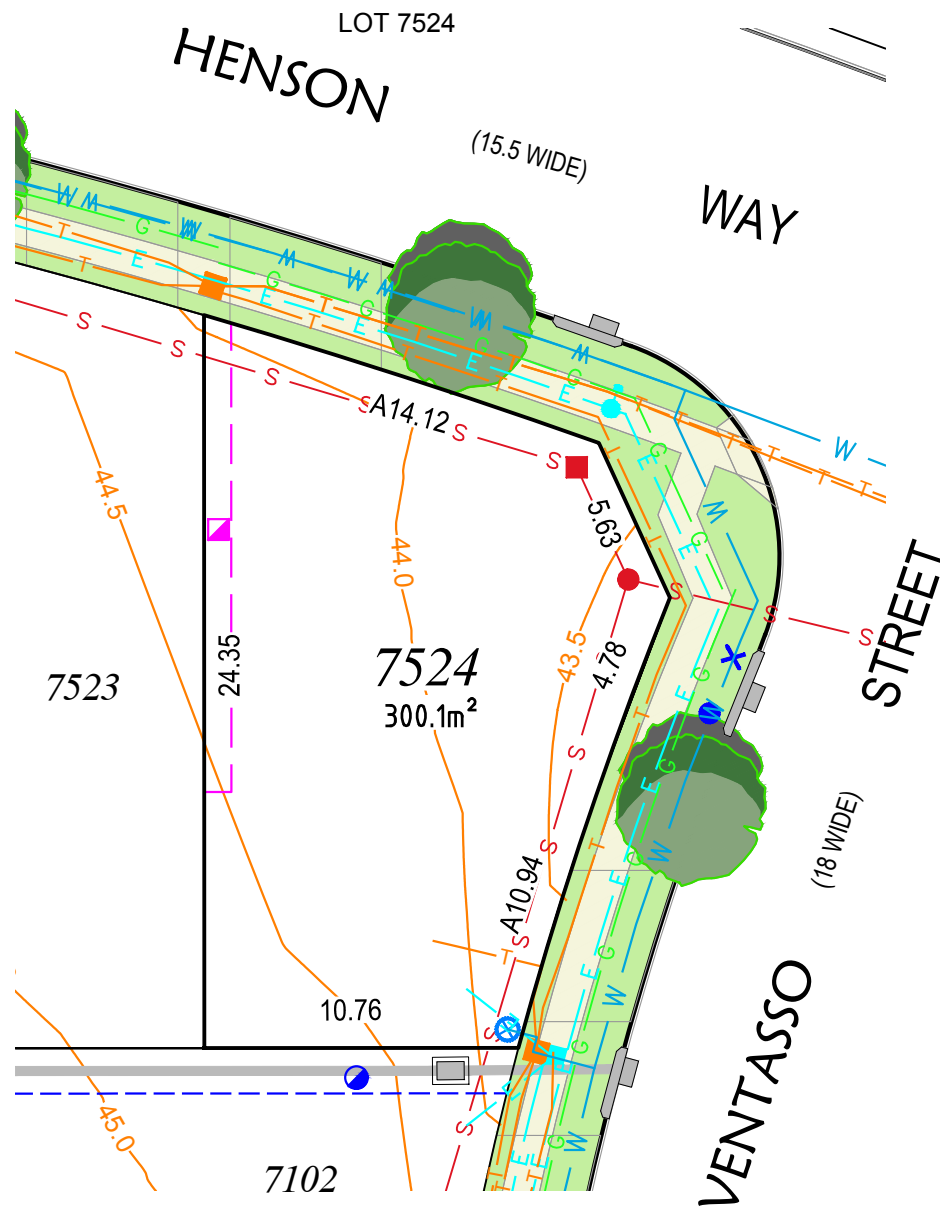 LOT 7524
HENSON
(15.5 WIDE)
WAY
A14.12
44.5
5.63
44.0
STREET
24.35
7524
43.5
4.78
7523
300.1m²
(18 WIDE)
A10.94
10.76
VENTASSO
45.0
7102